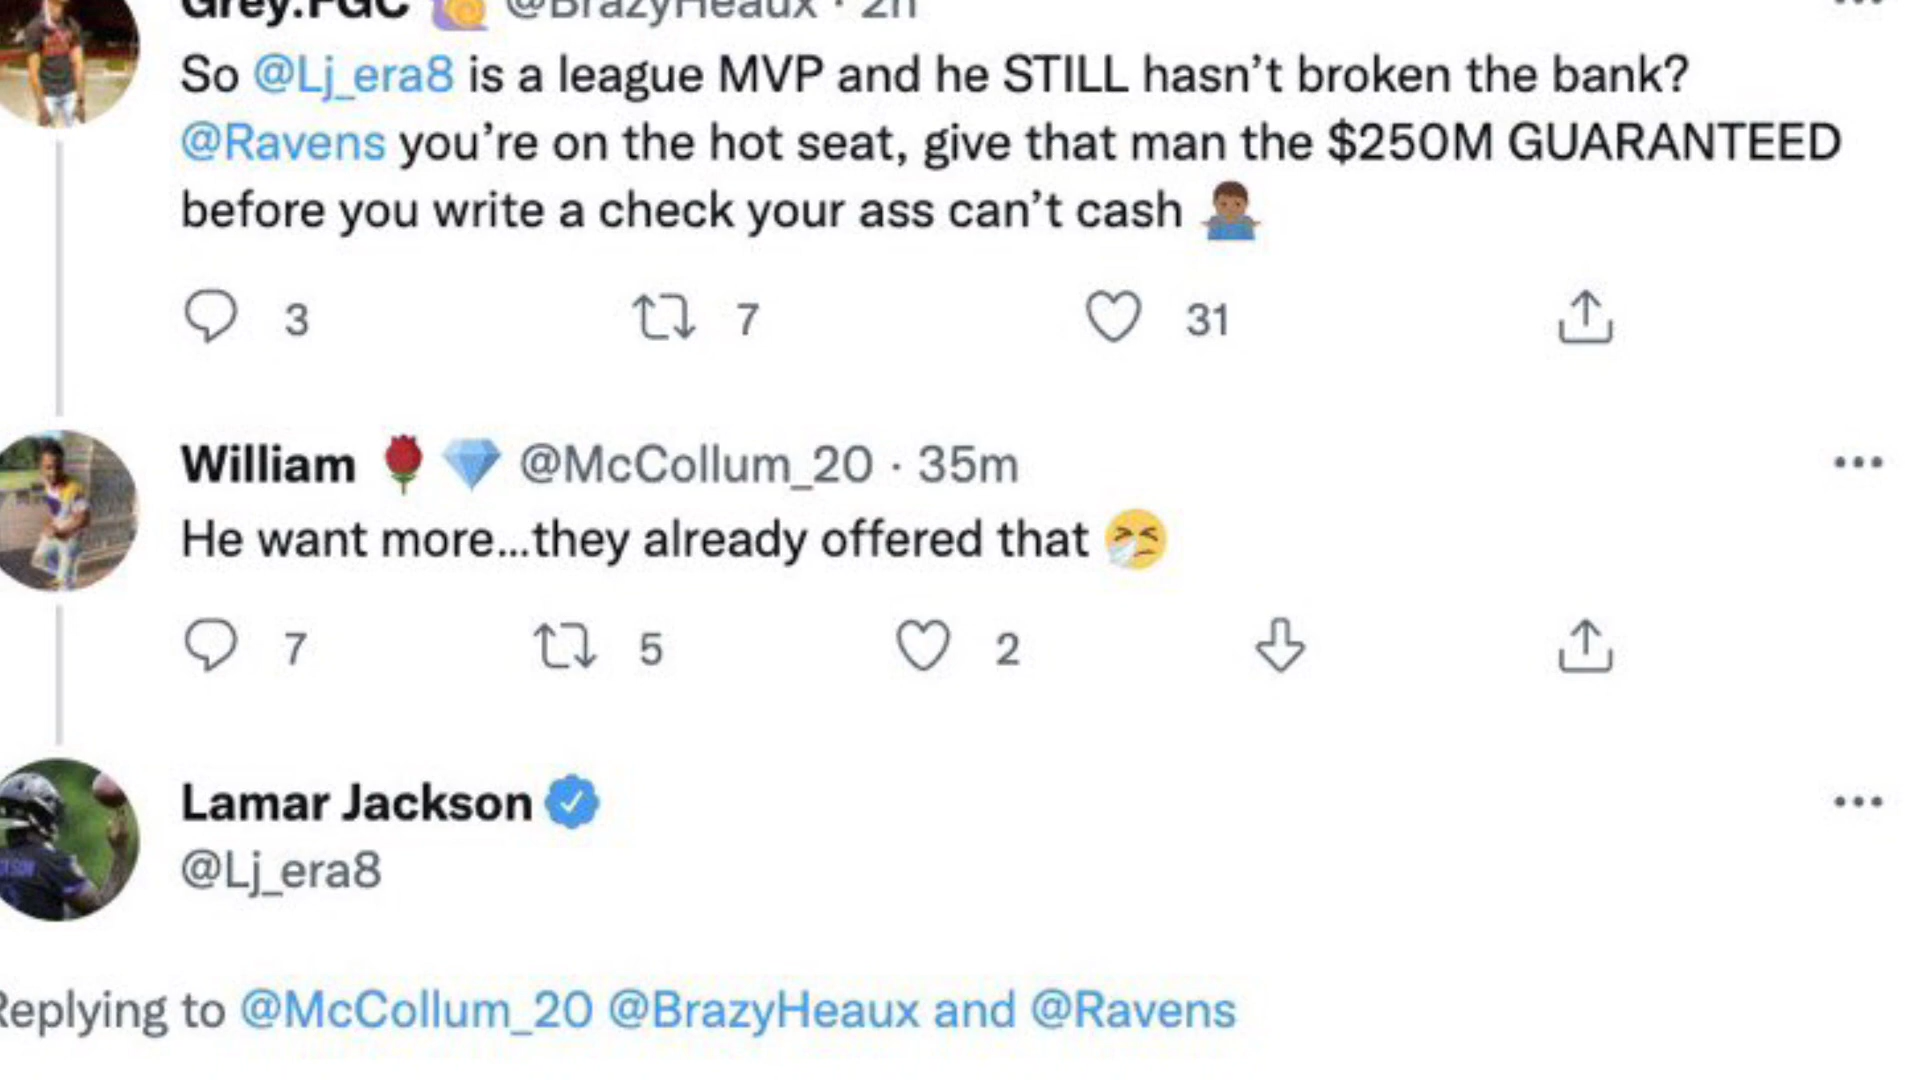 Grey.FGC @BrazyHeaux · 2h
So @Lj_era8 is a league MVP and he STILL hasn't broken the bank?
@Ravens you're on the hot seat, give that man the $250M GUARANTEED
before you write a check your ass can't cash
3 7 31
William @McCollum_20 · 35m
He want more...they already offered that
7 5 2
Lamar Jackson
@Lj_era8
Replying to @McCollum_20 @BrazyHeaux and @Ravens